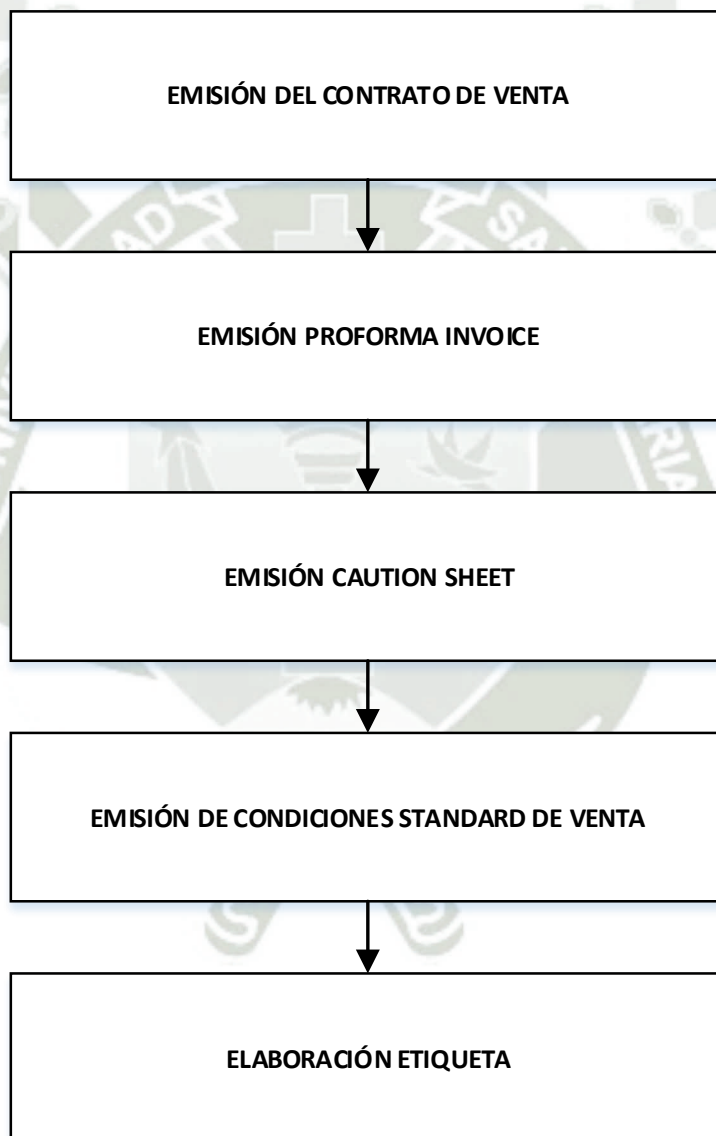 EMISIÓN DEL CONTRATO DE VENTA
EMISIÓN PROFORMA INVOICE
EMISIÓN CAUTION SHEET
EMISIÓN DE CONDICIONES STANDARD DE VENTA
ELABORACIÓN ETIQUETA